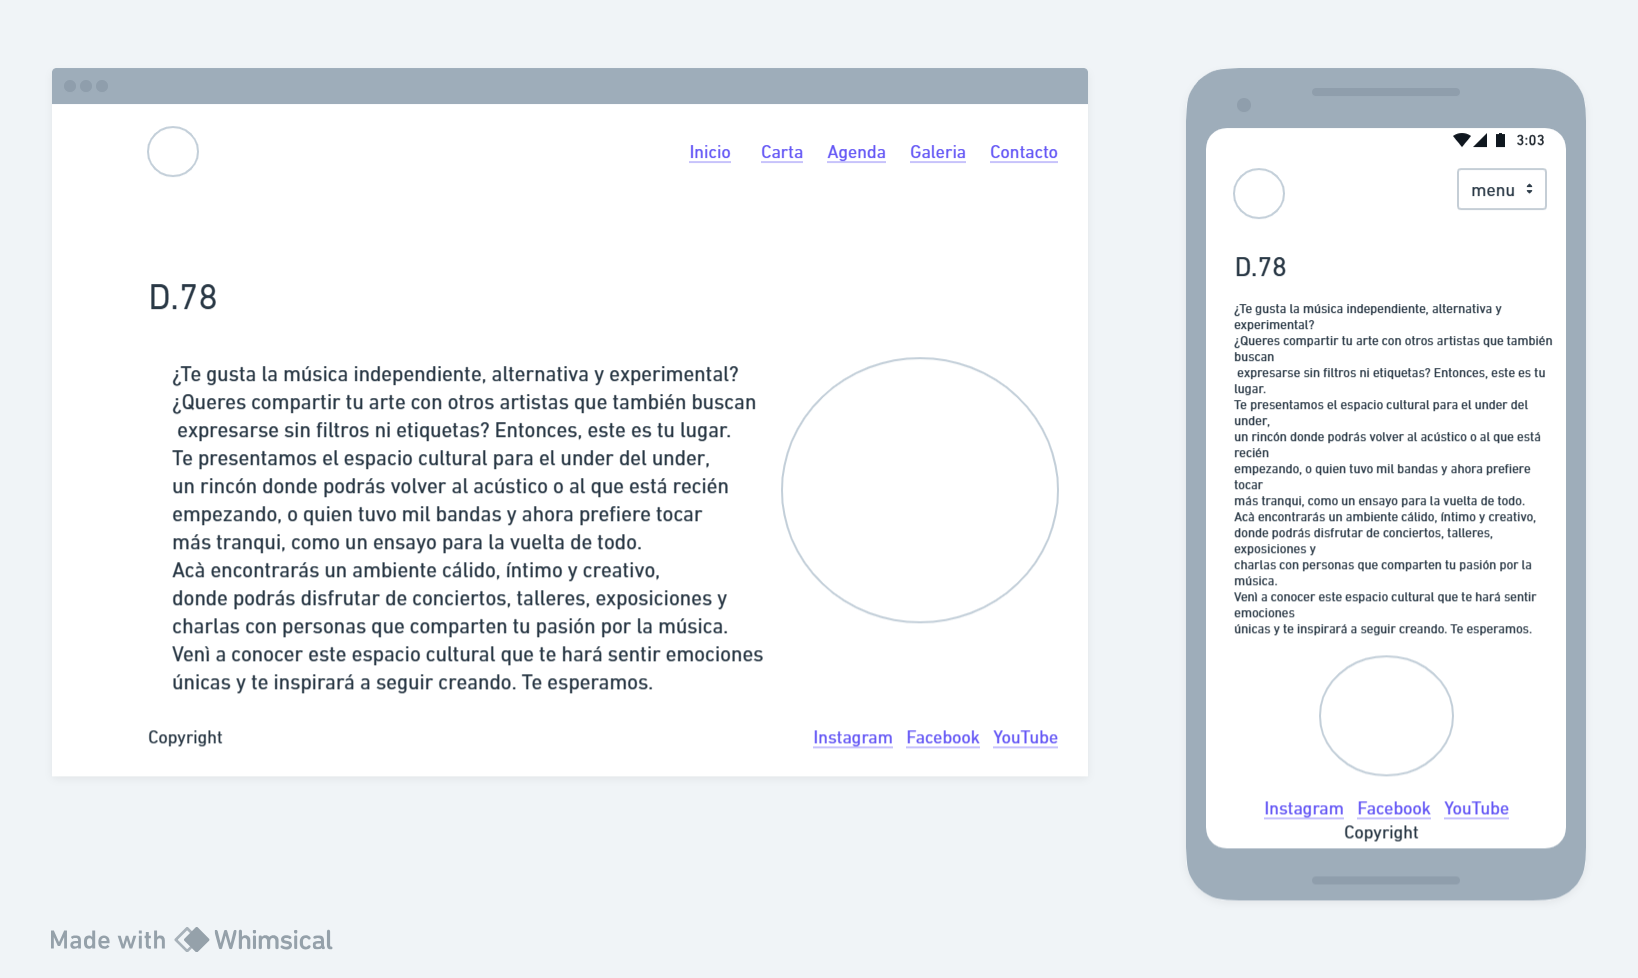 Inicio Carta Agenda Galeria Contacto
D.78
¿Te gusta la música independiente, alternativa y experimental?
¿Queres compartir tu arte con otros artistas que también buscan
expresarse sin filtros ni etiquetas? Entonces, este es tu lugar.
Te presentamos el espacio cultural para el under del under,
un rincón donde podrás volver al acústico o al que está recién
empezando, o quien tuvo mil bandas y ahora prefiere tocar
más tranqui, como un ensayo para la vuelta de todo.
Acà encontrarás un ambiente cálido, íntimo y creativo,
donde podrás disfrutar de conciertos, talleres, exposiciones y
charlas con personas que comparten tu pasión por la música.
Venì a conocer este espacio cultural que te hará sentir emociones
únicas y te inspirará a seguir creando. Te esperamos.
Copyright Instagram Facebook YouTube
3:03
menu
D.78
¿Te gusta la música independiente, alternativa y
experimental?
¿Queres compartir tu arte con otros artistas que también
buscan
expresarse sin filtros ni etiquetas? Entonces, este es tu
lugar.
Te presentamos el espacio cultural para el under del
under,
un rincón donde podrás volver al acústico o al que está
recién
empezando, o quien tuvo mil bandas y ahora prefiere
tocar
más tranqui, como un ensayo para la vuelta de todo.
Acà encontrarás un ambiente cálido, íntimo y creativo,
donde podrás disfrutar de conciertos, talleres,
exposiciones y
charlas con personas que comparten tu pasión por la
música.
Venì a conocer este espacio cultural que te hará sentir
emociones
únicas y te inspirará a seguir creando. Te esperamos.
Instagram Facebook YouTube
Copyright
Made with Whimsical